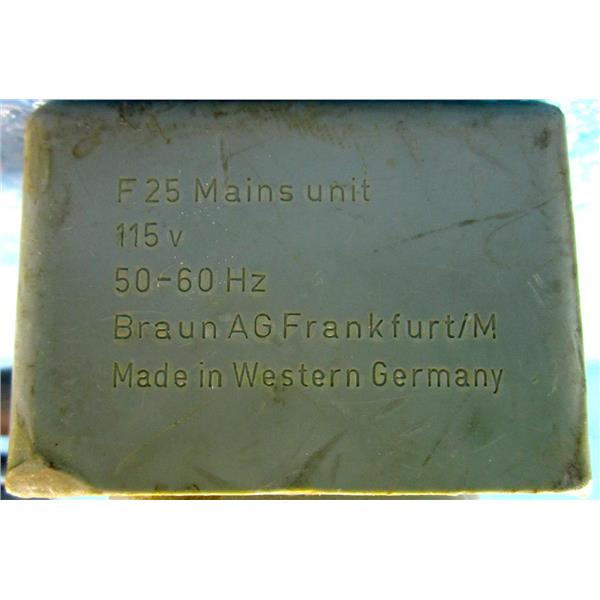 F 25 Mains unit
115 v
50-60 Hz
Braun AG Frankfurt/M
Made in Western Germany